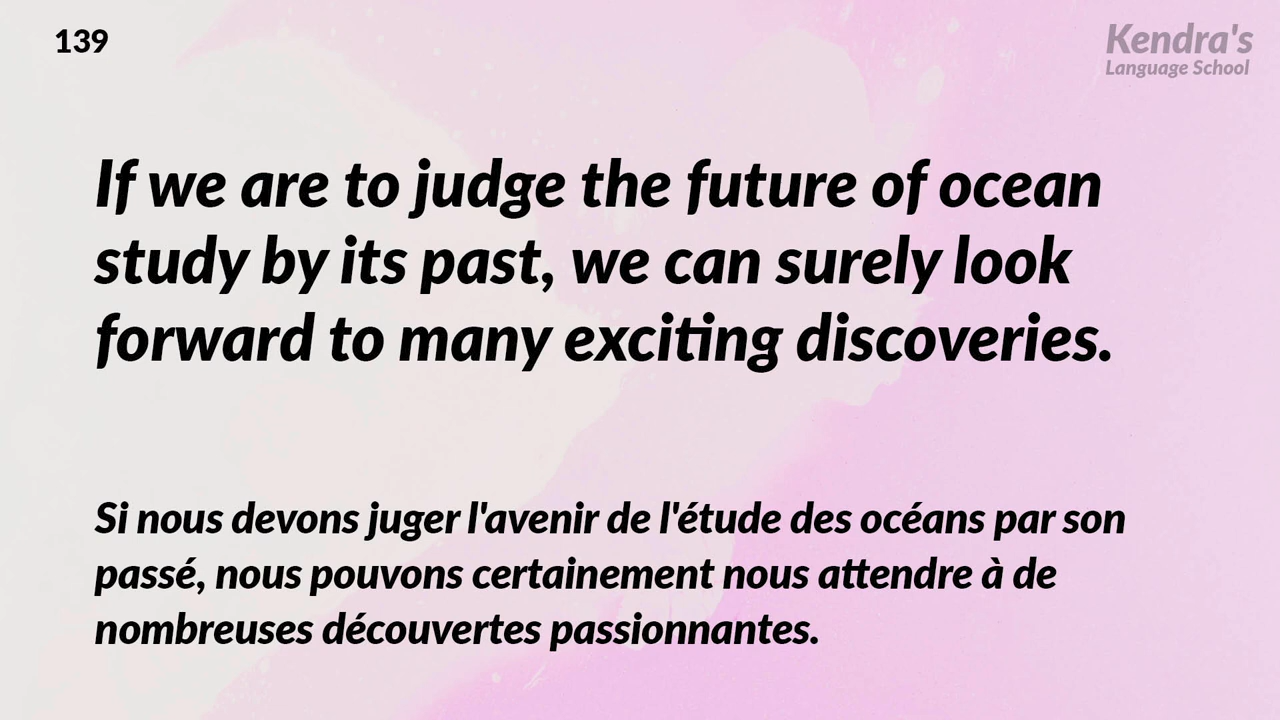 139
Kendra's
Language School
If we are to judge the future of ocean
study by its past, we can surely look
forward to many exciting discoveries.
Si nous devons juger l'avenir de l'étude des océans par son
passé, nous pouvons certainement nous attendre à de
nombreuses découvertes passionnantes.